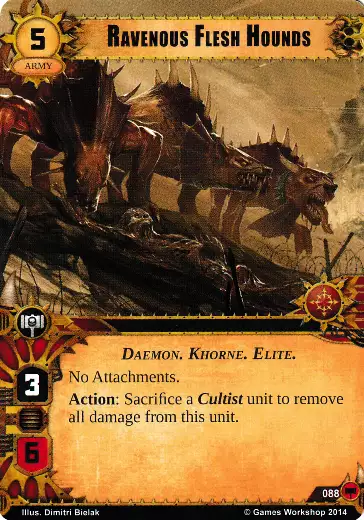 5
ARMY
RAVENOUS FLESH HOUNDS
DAEMON. KHORNE. ELITE.
3
No Attachments.
Action: Sacrifice a Cultist unit to remove
all damage from this unit.
6
088
Illus. Dimitri Bielak
© Games Workshop 2014